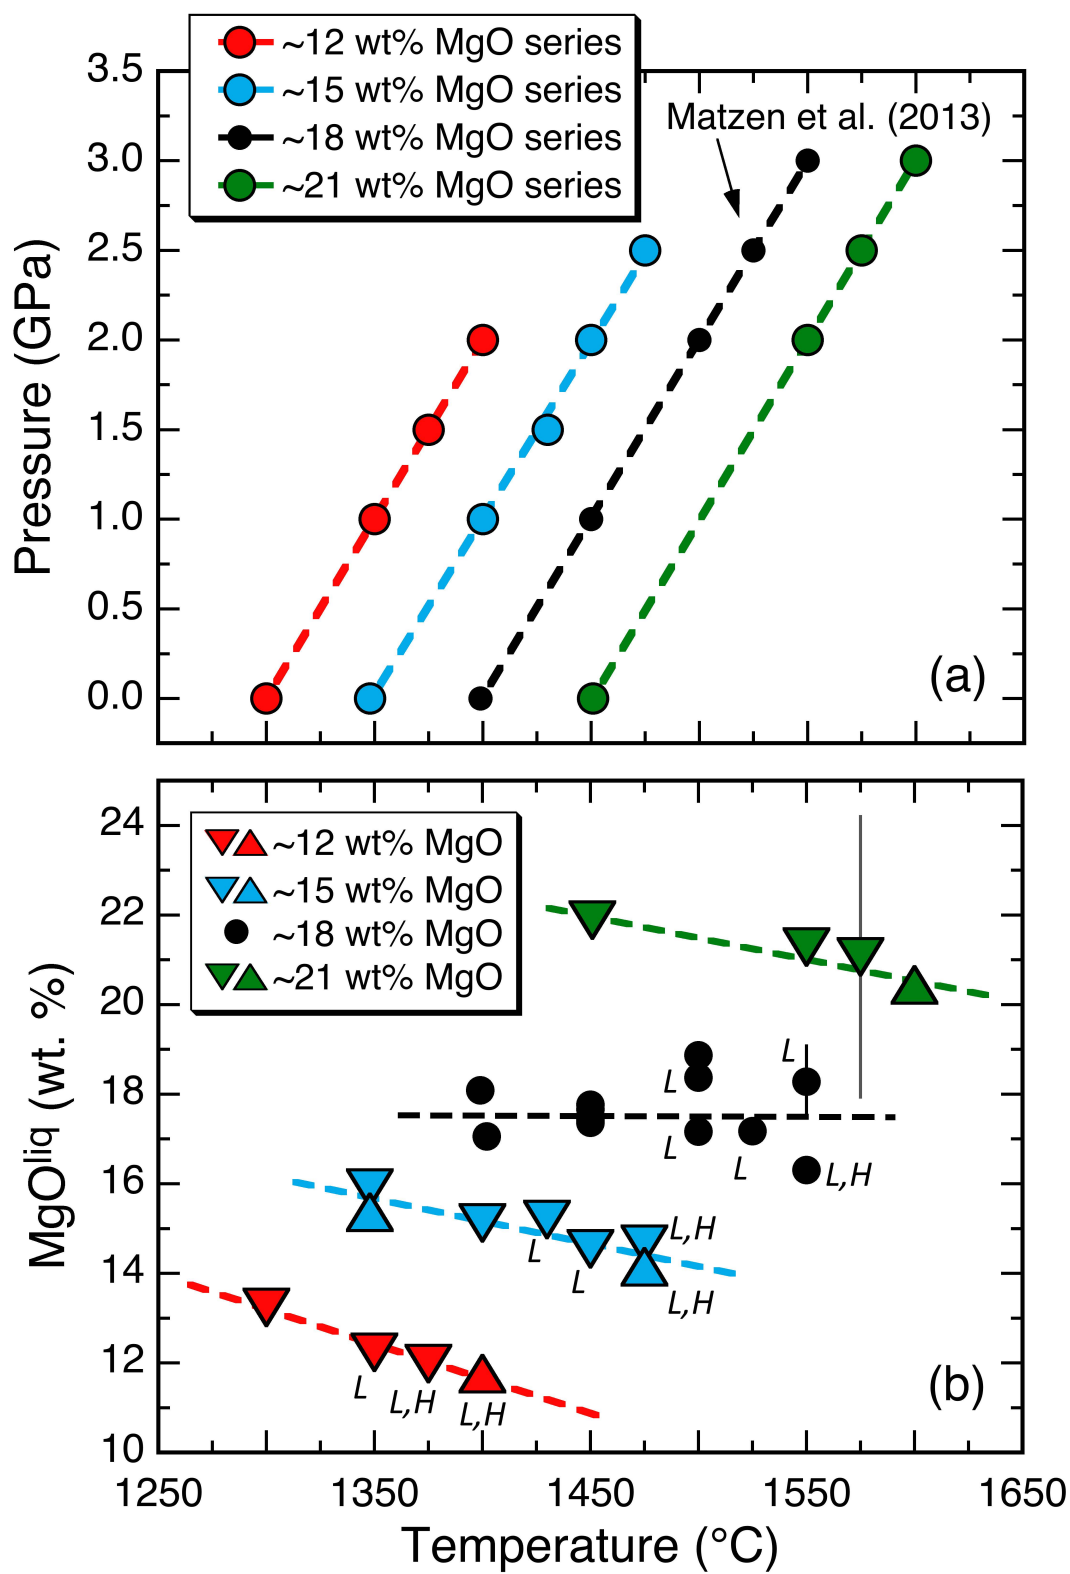 ~12 wt% MgO series
~15 wt% MgO series
~18 wt% MgO series
~21 wt% MgO series
Matzen et al. (2013)
3.5
3.0
2.5
2.0
1.5
1.0
0.5
0.0
Pressure (GPa)
(a)
~12 wt% MgO
~15 wt% MgO
~18 wt% MgO
~21 wt% MgO
24
22
20
18
16
14
12
10
MgOliq (wt. %)
L
L
L
L
L,H
L,H
L
L
L,H
L
L,H
L,H
(b)
1250 1350 1450 1550 1650
Temperature (°C)